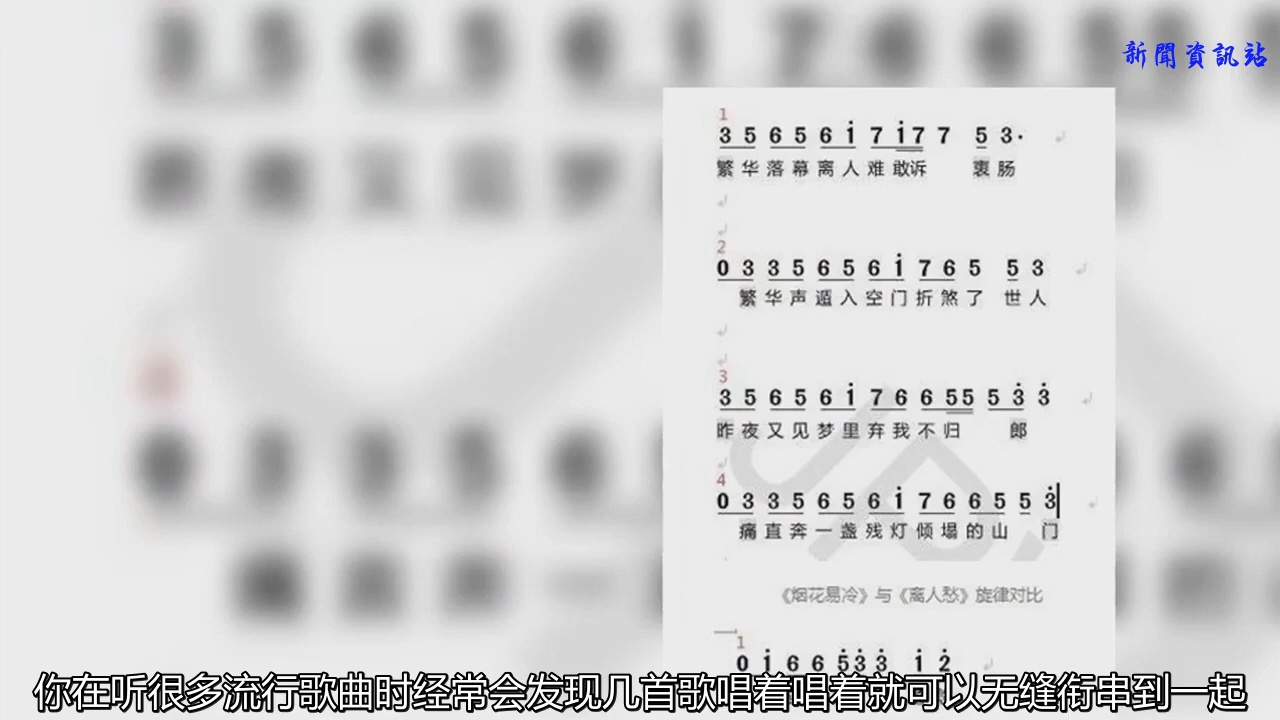 新聞資訊站
1
3 5 6 5 6 i 7 i 7 7 5 3·
繁华落幕离人难敢诉 衷肠
2
0 3 3 5 6 5 6 i 7 6 5 5 3
繁华声遁入空门折煞了 世人
3
3 5 6 5 6 i 7 6 6 5 5 5 3 3
昨夜又见梦里弃我不归 郎
4
0 3 3 5 6 5 6 i 7 6 6 5 5 3
痛直奔一盏残灯倾塌的山 门
《烟花易冷》与《离人愁》旋律对比
1
0 i 6 6 5 3 3 i 2
你在听很多流行歌曲时经常会发现几首歌唱着唱着就可以无缝衔串到一起